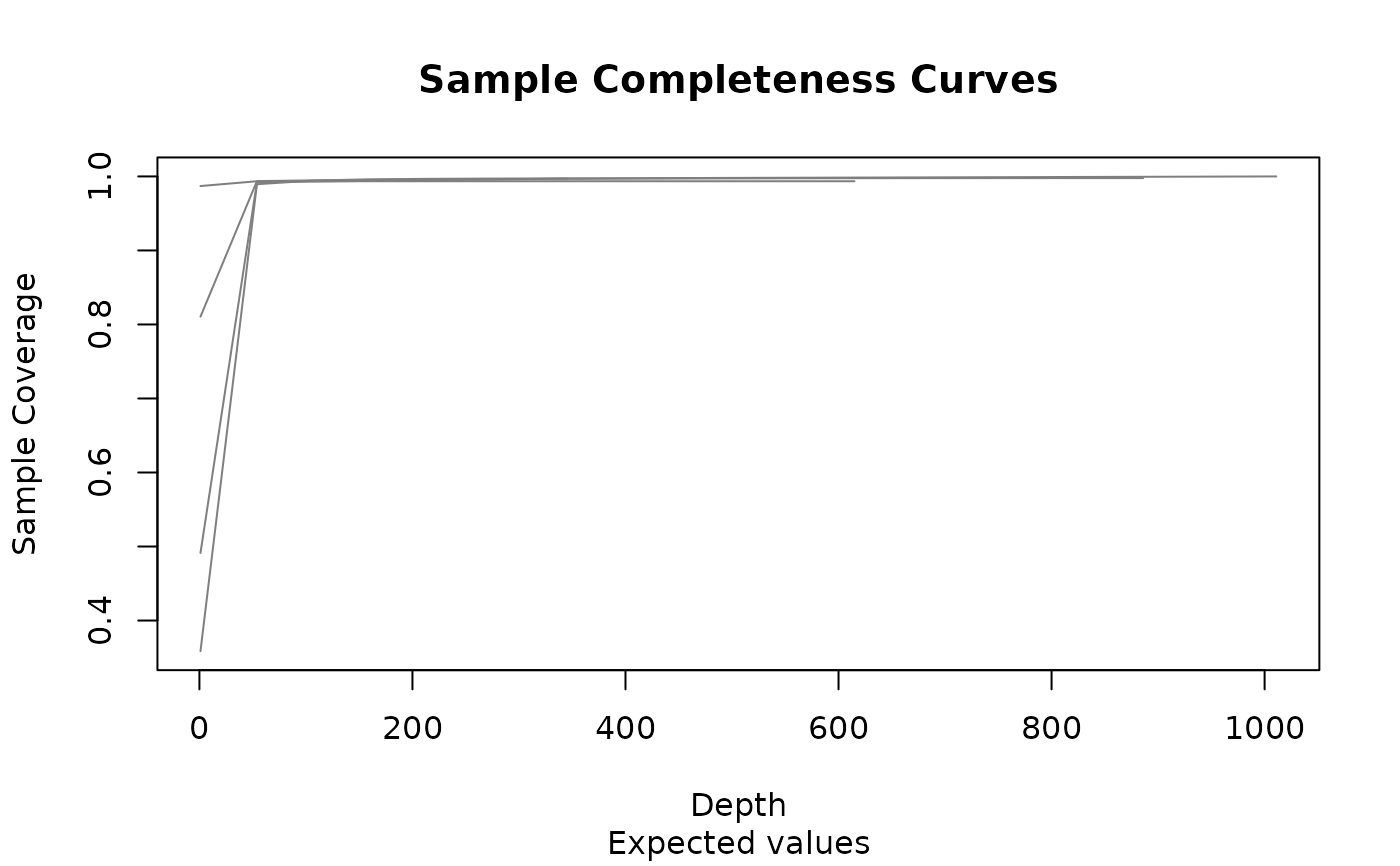 Sample Completeness Curves
Sample Coverage
1.0
0.8
0.6
0.4
0 200 400 600 800 1000
Depth
Expected values